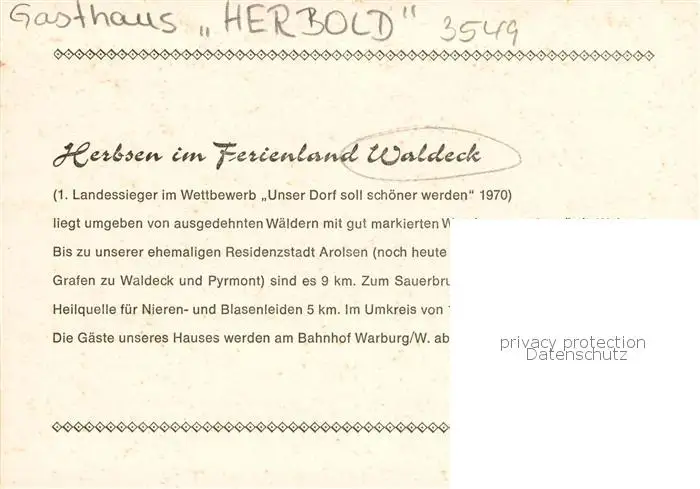 Gasthaus „HERBOLD" 3549
Herbsen im Ferienland Waldeck
(1. Landessieger im Wettbewerb „Unser Dorf soll schöner werden" 1970)
liegt umgeben von ausgedehnten Wäldern mit gut markierten
Bis zu unserer ehemaligen Residenzstadt Arolsen (noch heute
Grafen zu Waldeck und Pyrmont) sind es 9 km. Zum
Heilquelle für Nieren- und Blasenleiden 5 km. Im Umkreis von
Die Gäste unseres Hauses werden am Bahnhof Warburg/W. ab
privacy protection
Datenschutz